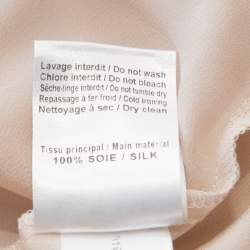 Lavage interdit / Do not wash
Chlore interdit / Do not bleach
Sèche-linge interdit / Do not tumble dry
Repassage à fer froid / Cold ironing
Nettoyage à sec / Dry clean
Tissu principal / Main material
100% SOIE / SILK